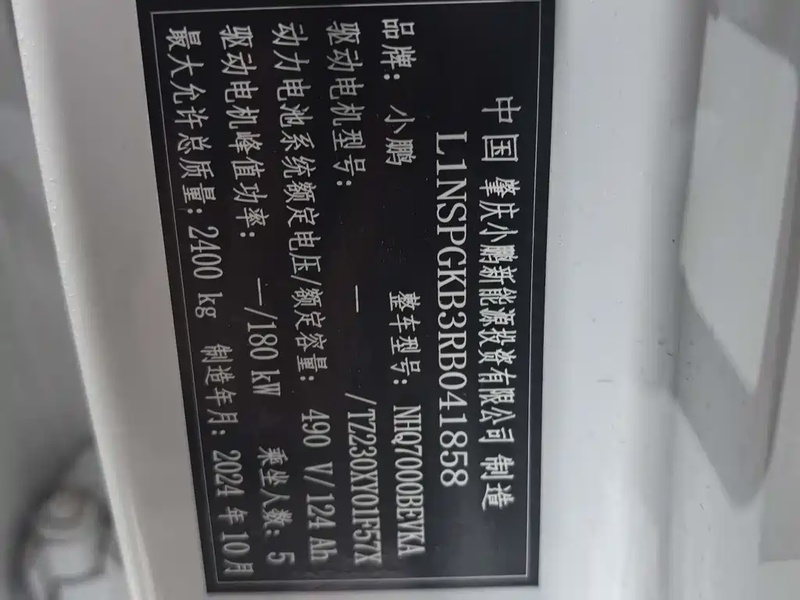 中国 肇庆小鹏新能源投资有限公司 制造
L1NSPGKB3RB041858
品牌: 小鹏 整车型号: NHQ7000BEVKA
驱动电机型号: — /TZ230XY01F57X
动力电池系统额定电压/额定容量: 490 V/124 Ah
驱动电机峰值功率: —/180 kW 乘坐人数: 5
最大允许总质量: 2400 kg 制造年月: 2024 年 10月